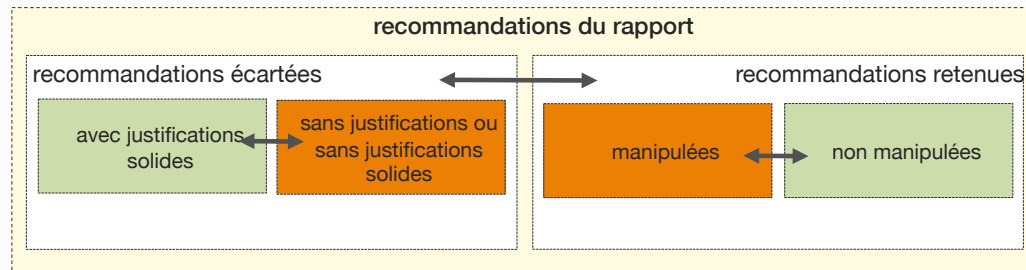 recommandations du rapport
recommandations écartées
recommandations retenues
avec justifications
solides
sans justifications ou
sans justifications
solides
manipulées
non manipulées